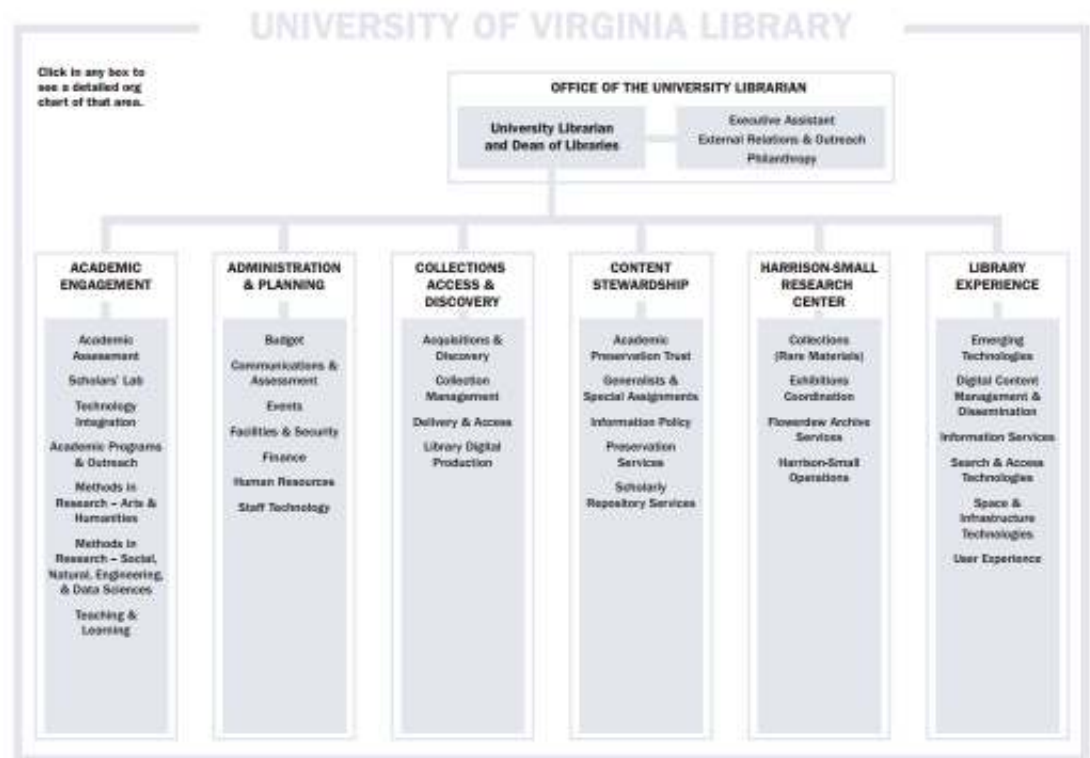 UNIVERSITY OF VIRGINIA LIBRARY
Click in any box to
see a detailed org
chart of that area.
OFFICE OF THE UNIVERSITY LIBRARIAN
University Librarian
and Dean of Libraries
Executive Assistant
External Relations & Outreach
Philanthropy
ACADEMIC
ENGAGEMENT
Academic
Assessment
Scholars' Lab
Technology
Integration
Academic Programs
& Outreach
Methods in
Research – Arts &
Humanities
Methods in
Research – Social,
Natural, Engineering,
& Data Sciences
Teaching &
Learning
ADMINISTRATION
& PLANNING
Budget
Communications &
Assessment
Events
Facilities & Security
Finance
Human Resources
Staff Technology
COLLECTIONS
ACCESS &
DISCOVERY
Acquisitions &
Discovery
Collection
Management
Delivery & Access
Library Digital
Production
CONTENT
STEWARDSHIP
Academic
Preservation Trust
Generalists &
Special Assignments
Information Policy
Preservation
Services
Scholarly
Repository Services
HARRISON-SMALL
RESEARCH
CENTER
Collections
(Rare Materials)
Exhibitions
Coordination
Flowerdew Archive
Services
Harrison-Small
Operations
LIBRARY
EXPERIENCE
Emerging
Technologies
Digital Content
Management &
Dissemination
Information Services
Search & Access
Technologies
Space &
Infrastructure
Technologies
User Experience